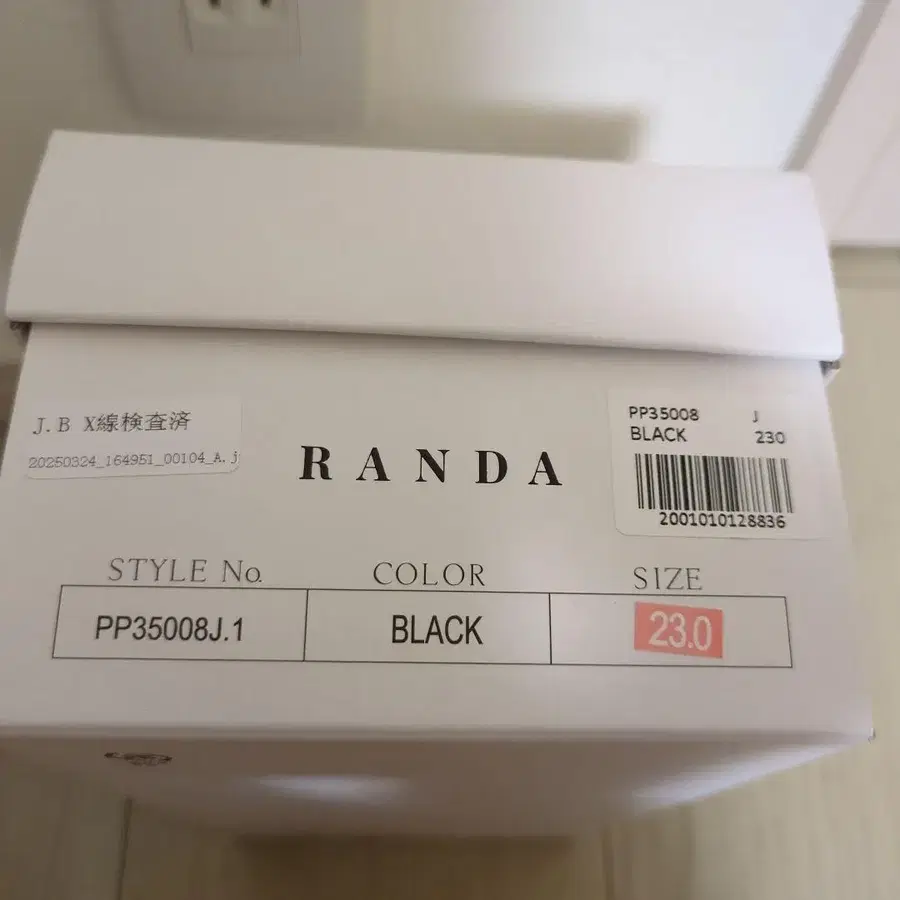 J.B X線検査済
20250324_164951_00104_A.j
RANDA
PP35008 J
BLACK 230
2001010128836
STYLE No. COLOR SIZE
PP35008J.1 BLACK 23.0